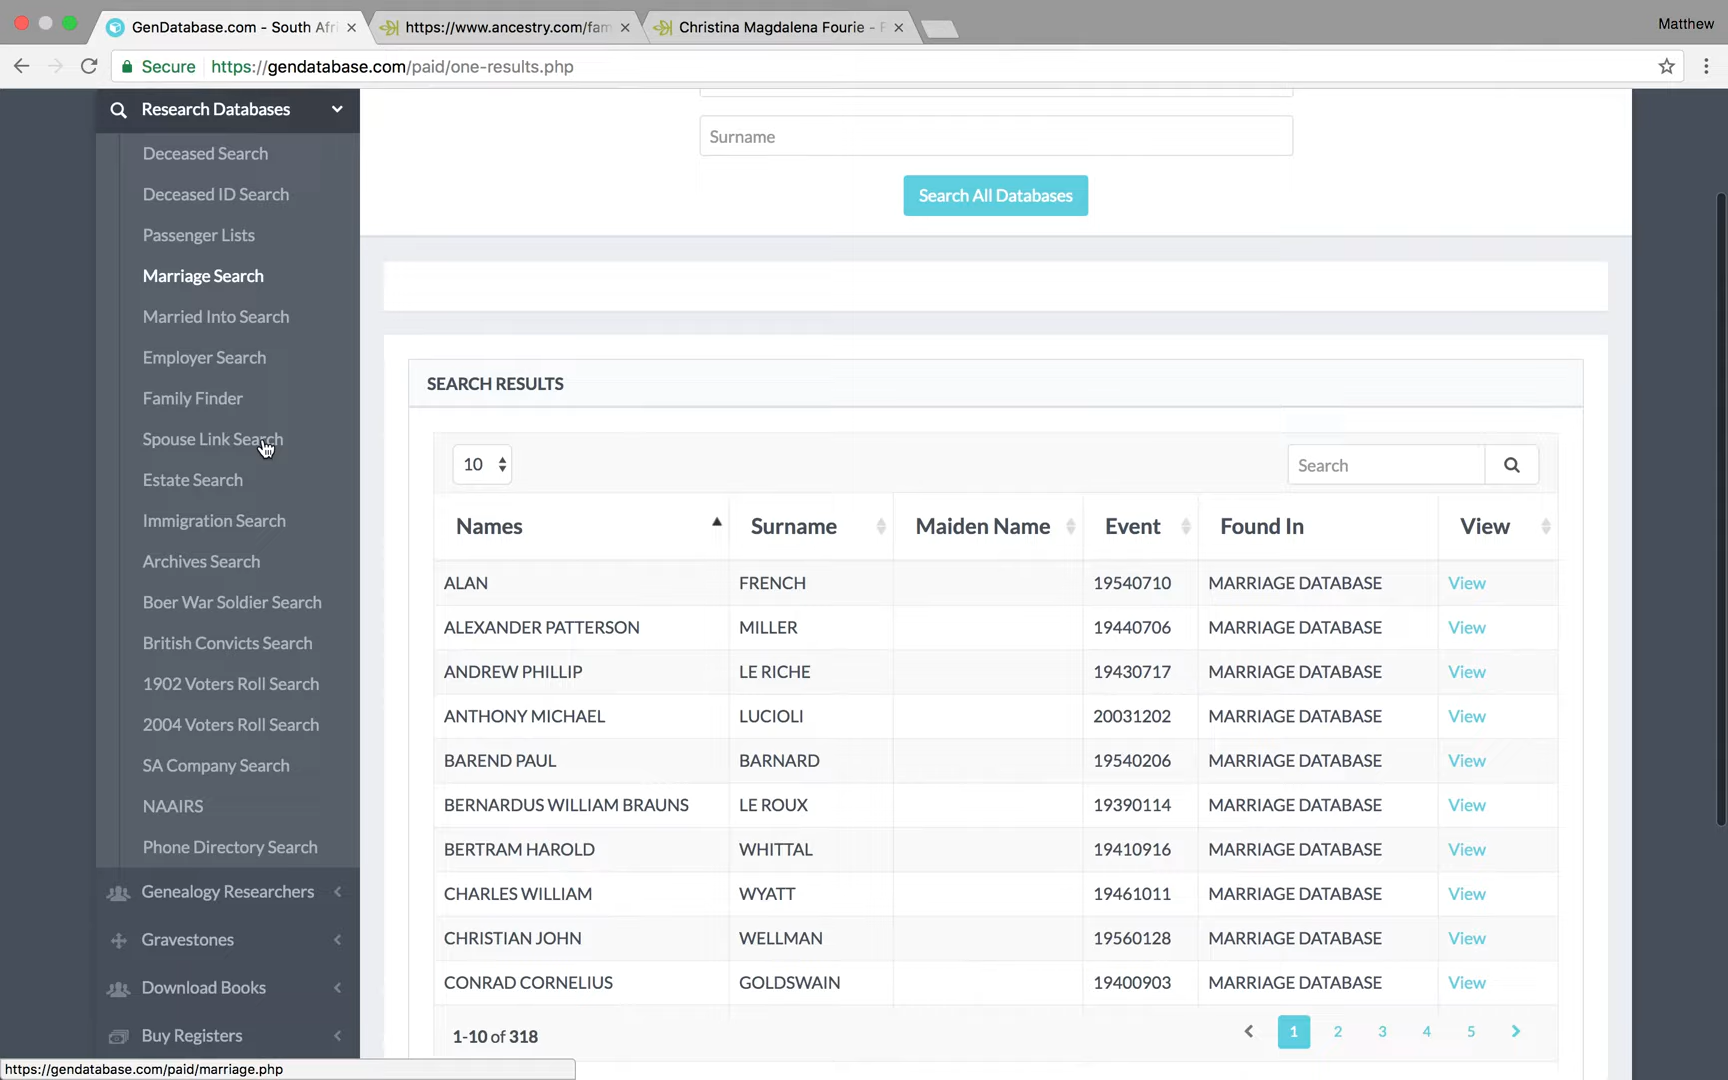 GenDatabase.com - South Afri
https://www.ancestry.com/fam
Christina Magdalena Fourie -
Matthew
Secure
https://gendatabase.com/paid/one-results.php
Research Databases
Deceased Search
Deceased ID Search
Passenger Lists
Marriage Search
Married Into Search
Employer Search
Family Finder
Spouse Link Search
Estate Search
Immigration Search
Archives Search
Boer War Soldier Search
British Convicts Search
1902 Voters Roll Search
2004 Voters Roll Search
SA Company Search
NAAIRS
Phone Directory Search
Genealogy Researchers
Gravestones
Download Books
Buy Registers
https://gendatabase.com/paid/marriage.php
Surname
Search All Databases
SEARCH RESULTS
10
Search
Names Surname Maiden Name Event Found In View
ALAN FRENCH 19540710 MARRIAGE DATABASE View
ALEXANDER PATTERSON MILLER 19440706 MARRIAGE DATABASE View
ANDREW PHILLIP LE RICHE 19430717 MARRIAGE DATABASE View
ANTHONY MICHAEL LUCIOLI 20031202 MARRIAGE DATABASE View
BAREND PAUL BARNARD 19540206 MARRIAGE DATABASE View
BERNARDUS WILLIAM BRAUNS LE ROUX 19390114 MARRIAGE DATABASE View
BERTRAM HAROLD WHITTAL 19410916 MARRIAGE DATABASE View
CHARLES WILLIAM WYATT 19461011 MARRIAGE DATABASE View
CHRISTIAN JOHN WELLMAN 19560128 MARRIAGE DATABASE View
CONRAD CORNELIUS GOLDSWAIN 19400903 MARRIAGE DATABASE View
1-10 of 318
1 2 3 4 5